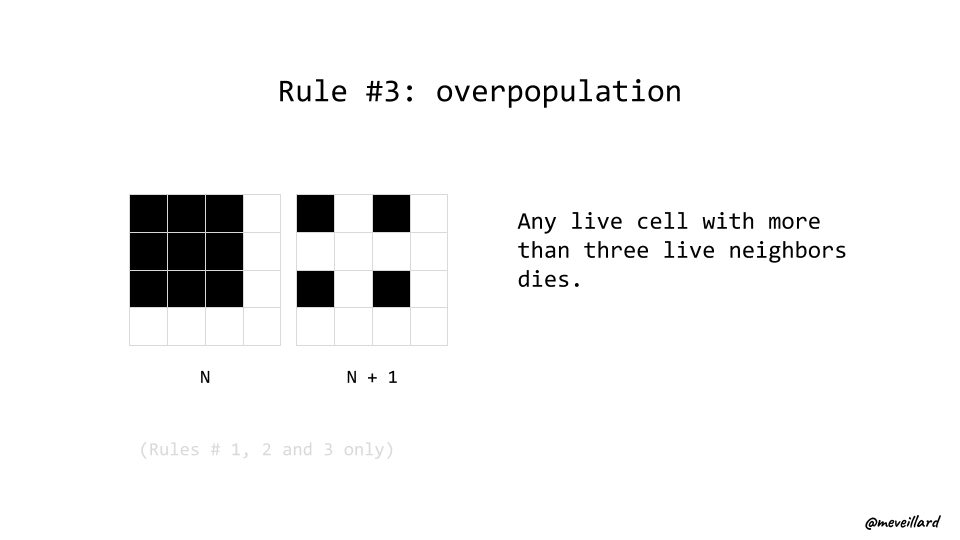 Rule #3: overpopulation
Any live cell with more
than three live neighbors
dies.
N
N + 1
(Rules # 1, 2 and 3 only)
@meveillard